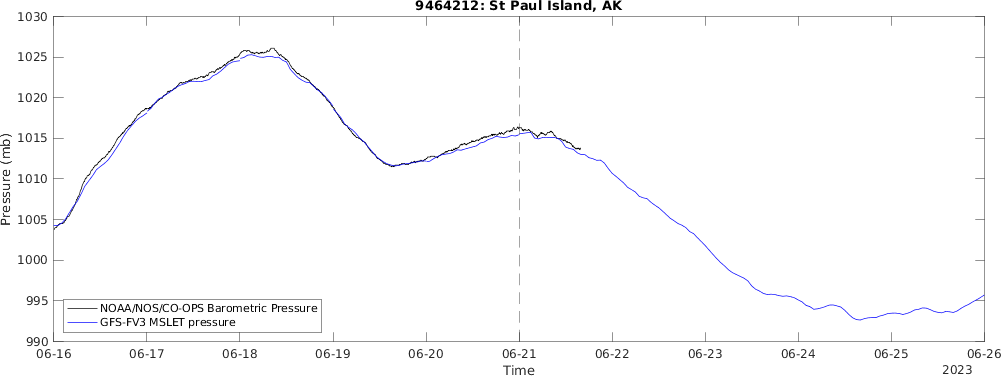 9464212: St Paul Island, AK
Pressure (mb)
1030
1025
1020
1015
1010
1005
1000
995
990
NOAA/NOS/CO-OPS Barometric Pressure
GFS-FV3 MSLET pressure
06-16 06-17 06-18 06-19 06-20 06-21 06-22 06-23 06-24 06-25 06-26
Time
2023